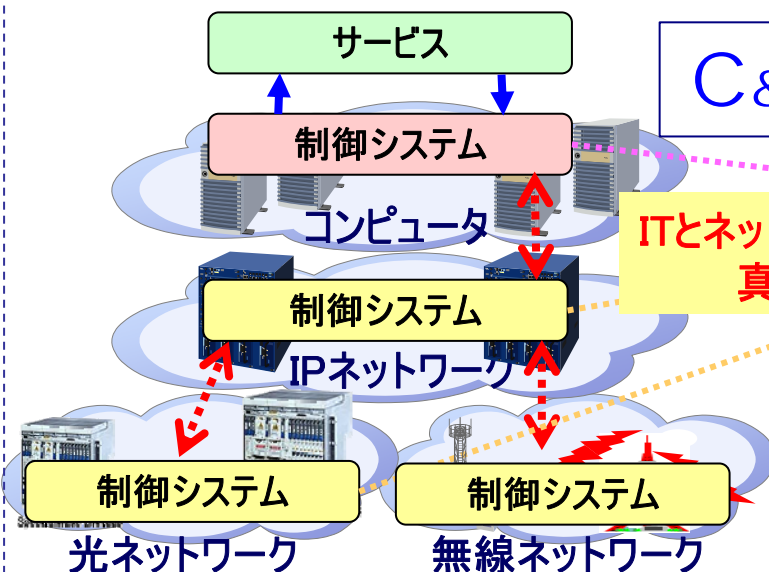 サービス
C&
制御システム
コンピュータ
ITとネッ
真
制御システム
IPネットワーク
制御システム
制御システム
光ネットワーク
無線ネットワーク